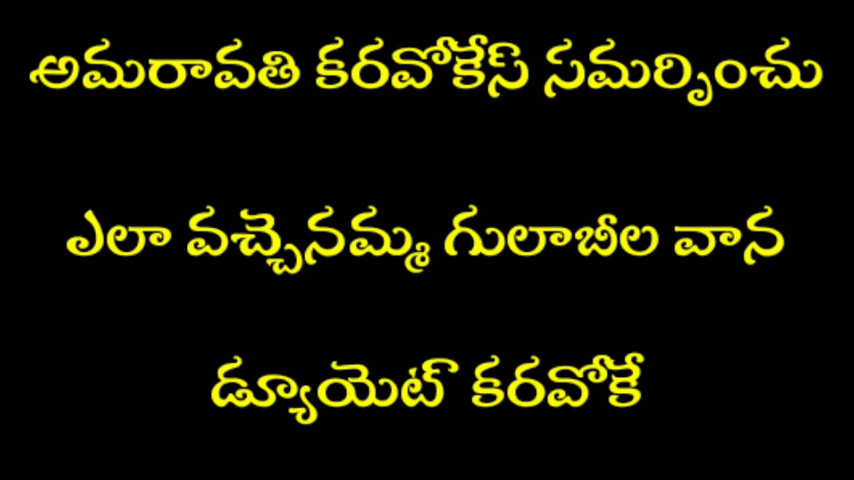 అమరావతి కరవోకేస్ సమర్పించు
ఎలా వచ్చెనమ్మ గులాబీల వాన
డ్యూయెట్ కరవోకే